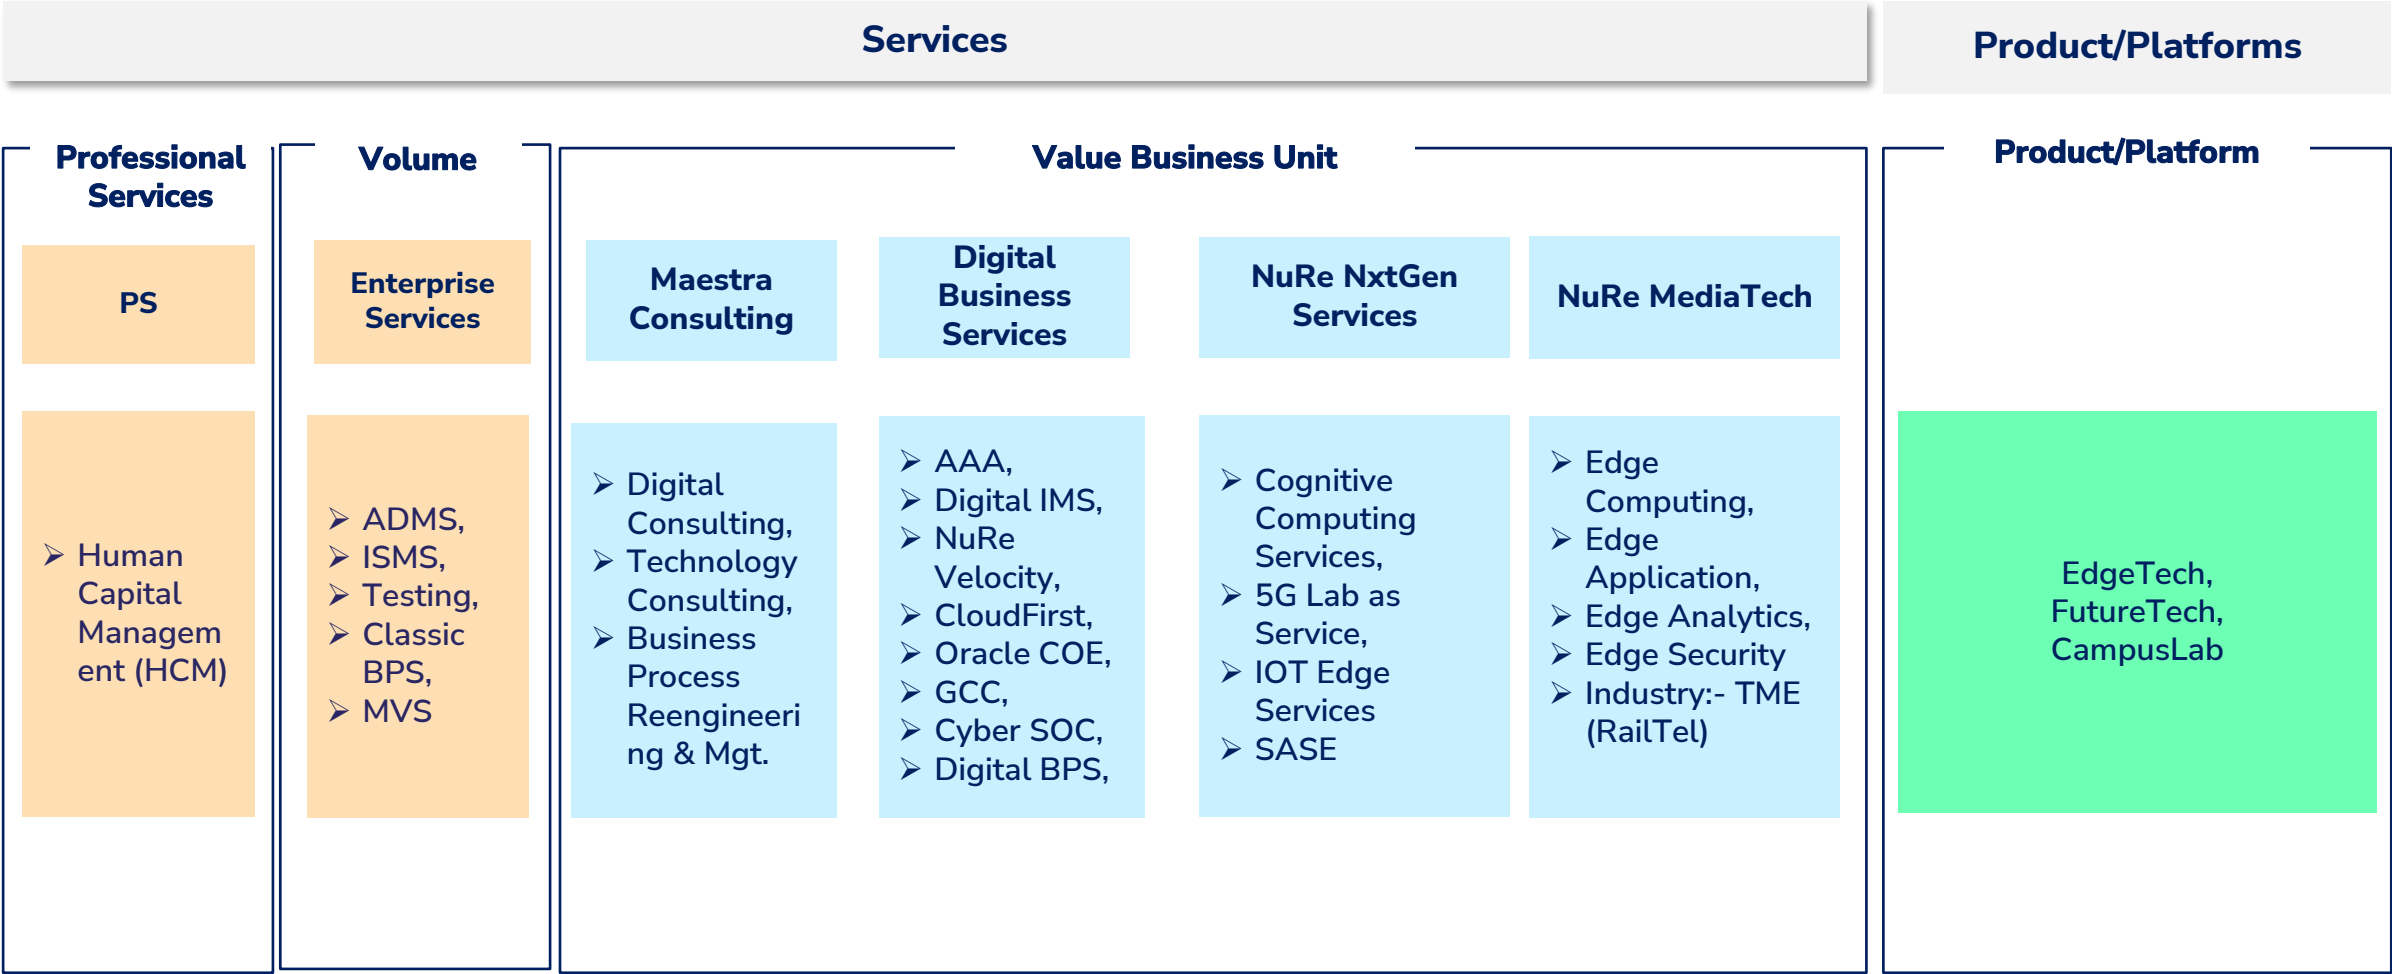 Services
Product/Platforms
Professional
Services
Volume
Value Business Unit
Product/Platform
PS
Enterprise
Services
Maestra
Consulting
Digital
Business
Services
NuRe NxtGen
Services
NuRe MediaTech
➢ Human
Capital
Managem
ent (HCM)
➢ ADMS,
➢ ISMS,
➢ Testing,
➢ Classic
BPS,
➢ MVS
➢ Digital
Consulting,
➢ Technology
Consulting,
➢ Business
Process
Reengineeri
ng & Mgt.
➢ AAA,
➢ Digital IMS,
➢ NuRe
Velocity,
➢ CloudFirst,
➢ Oracle COE,
➢ GCC,
➢ Cyber SOC,
➢ Digital BPS,
➢ Cognitive
Computing
Services,
➢ 5G Lab as
Service,
➢ IOT Edge
Services
➢ SASE
➢ Edge
Computing,
➢ Edge
Application,
➢ Edge Analytics,
➢ Edge Security
➢ Industry:- TME
(RailTel)
EdgeTech,
FutureTech,
CampusLab